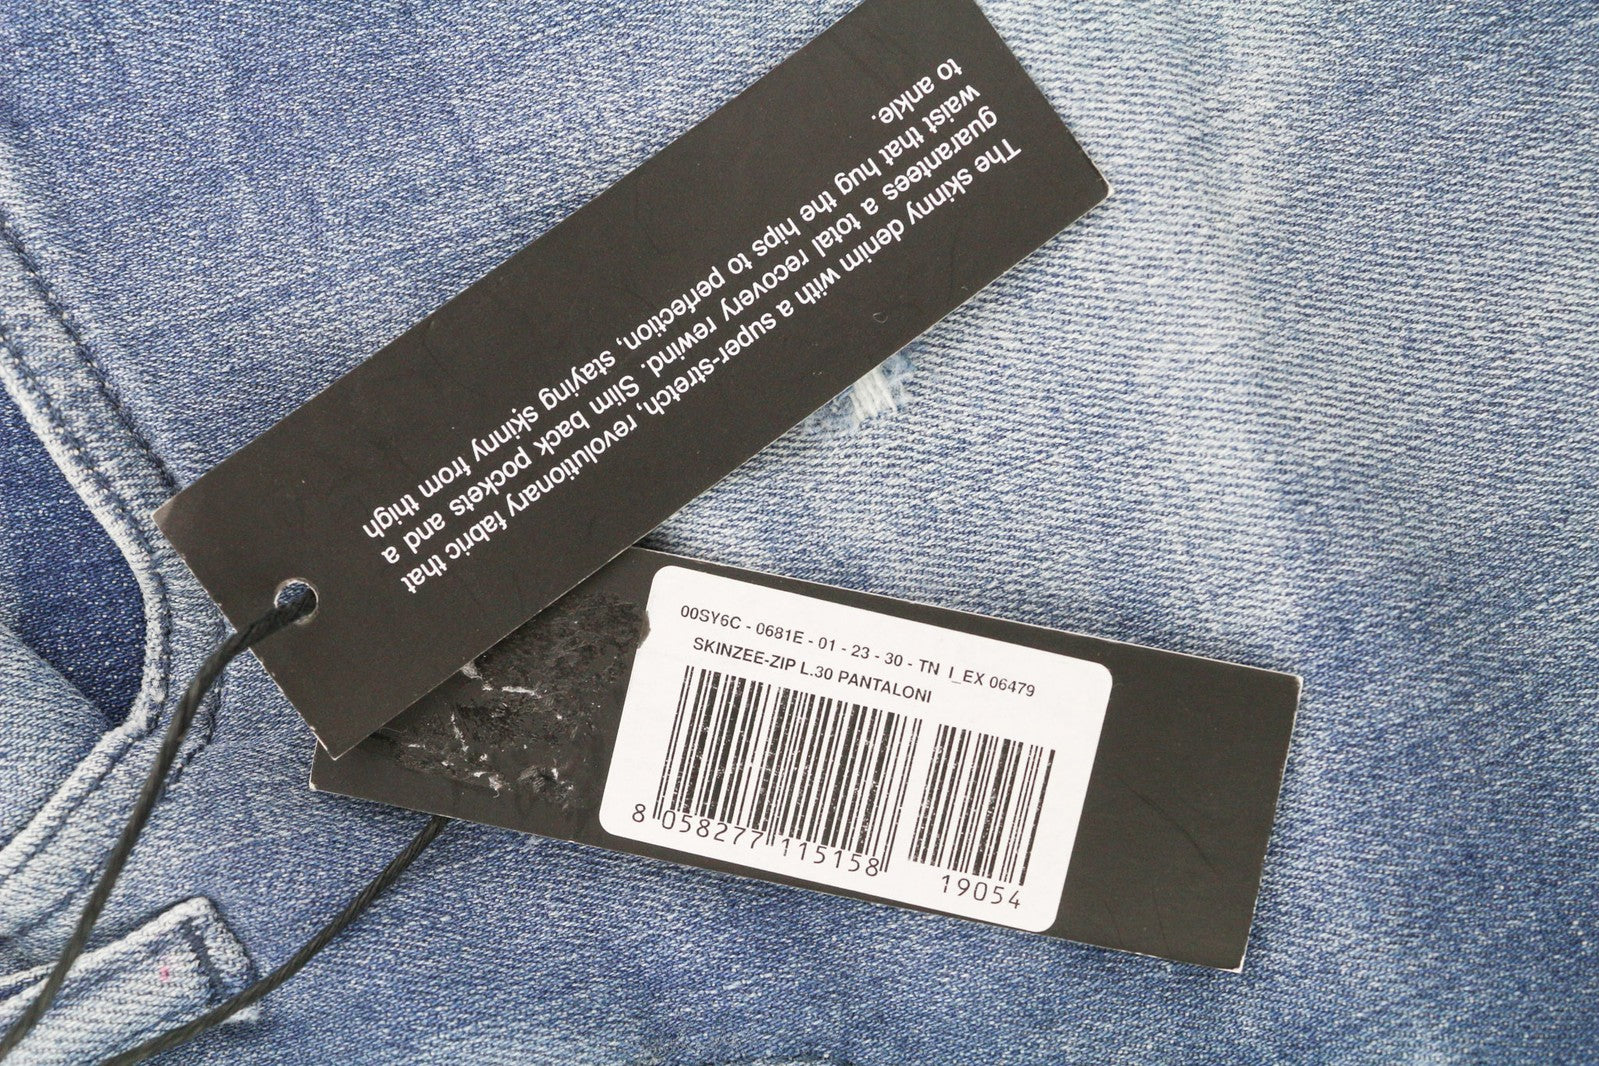 The skinny denim with a super-stretch, revolutionary fabric that
guarantees a total recovery rewind. Slim back pockets and a
waist that hug the hips to perfection, staying skinny from thigh
to ankle.
00SY6C - 0681E - 01 - 23 - 30 - TN I_EX 06479
SKINZEE-ZIP L.30 PANTALONI
8 058277 115158 19054